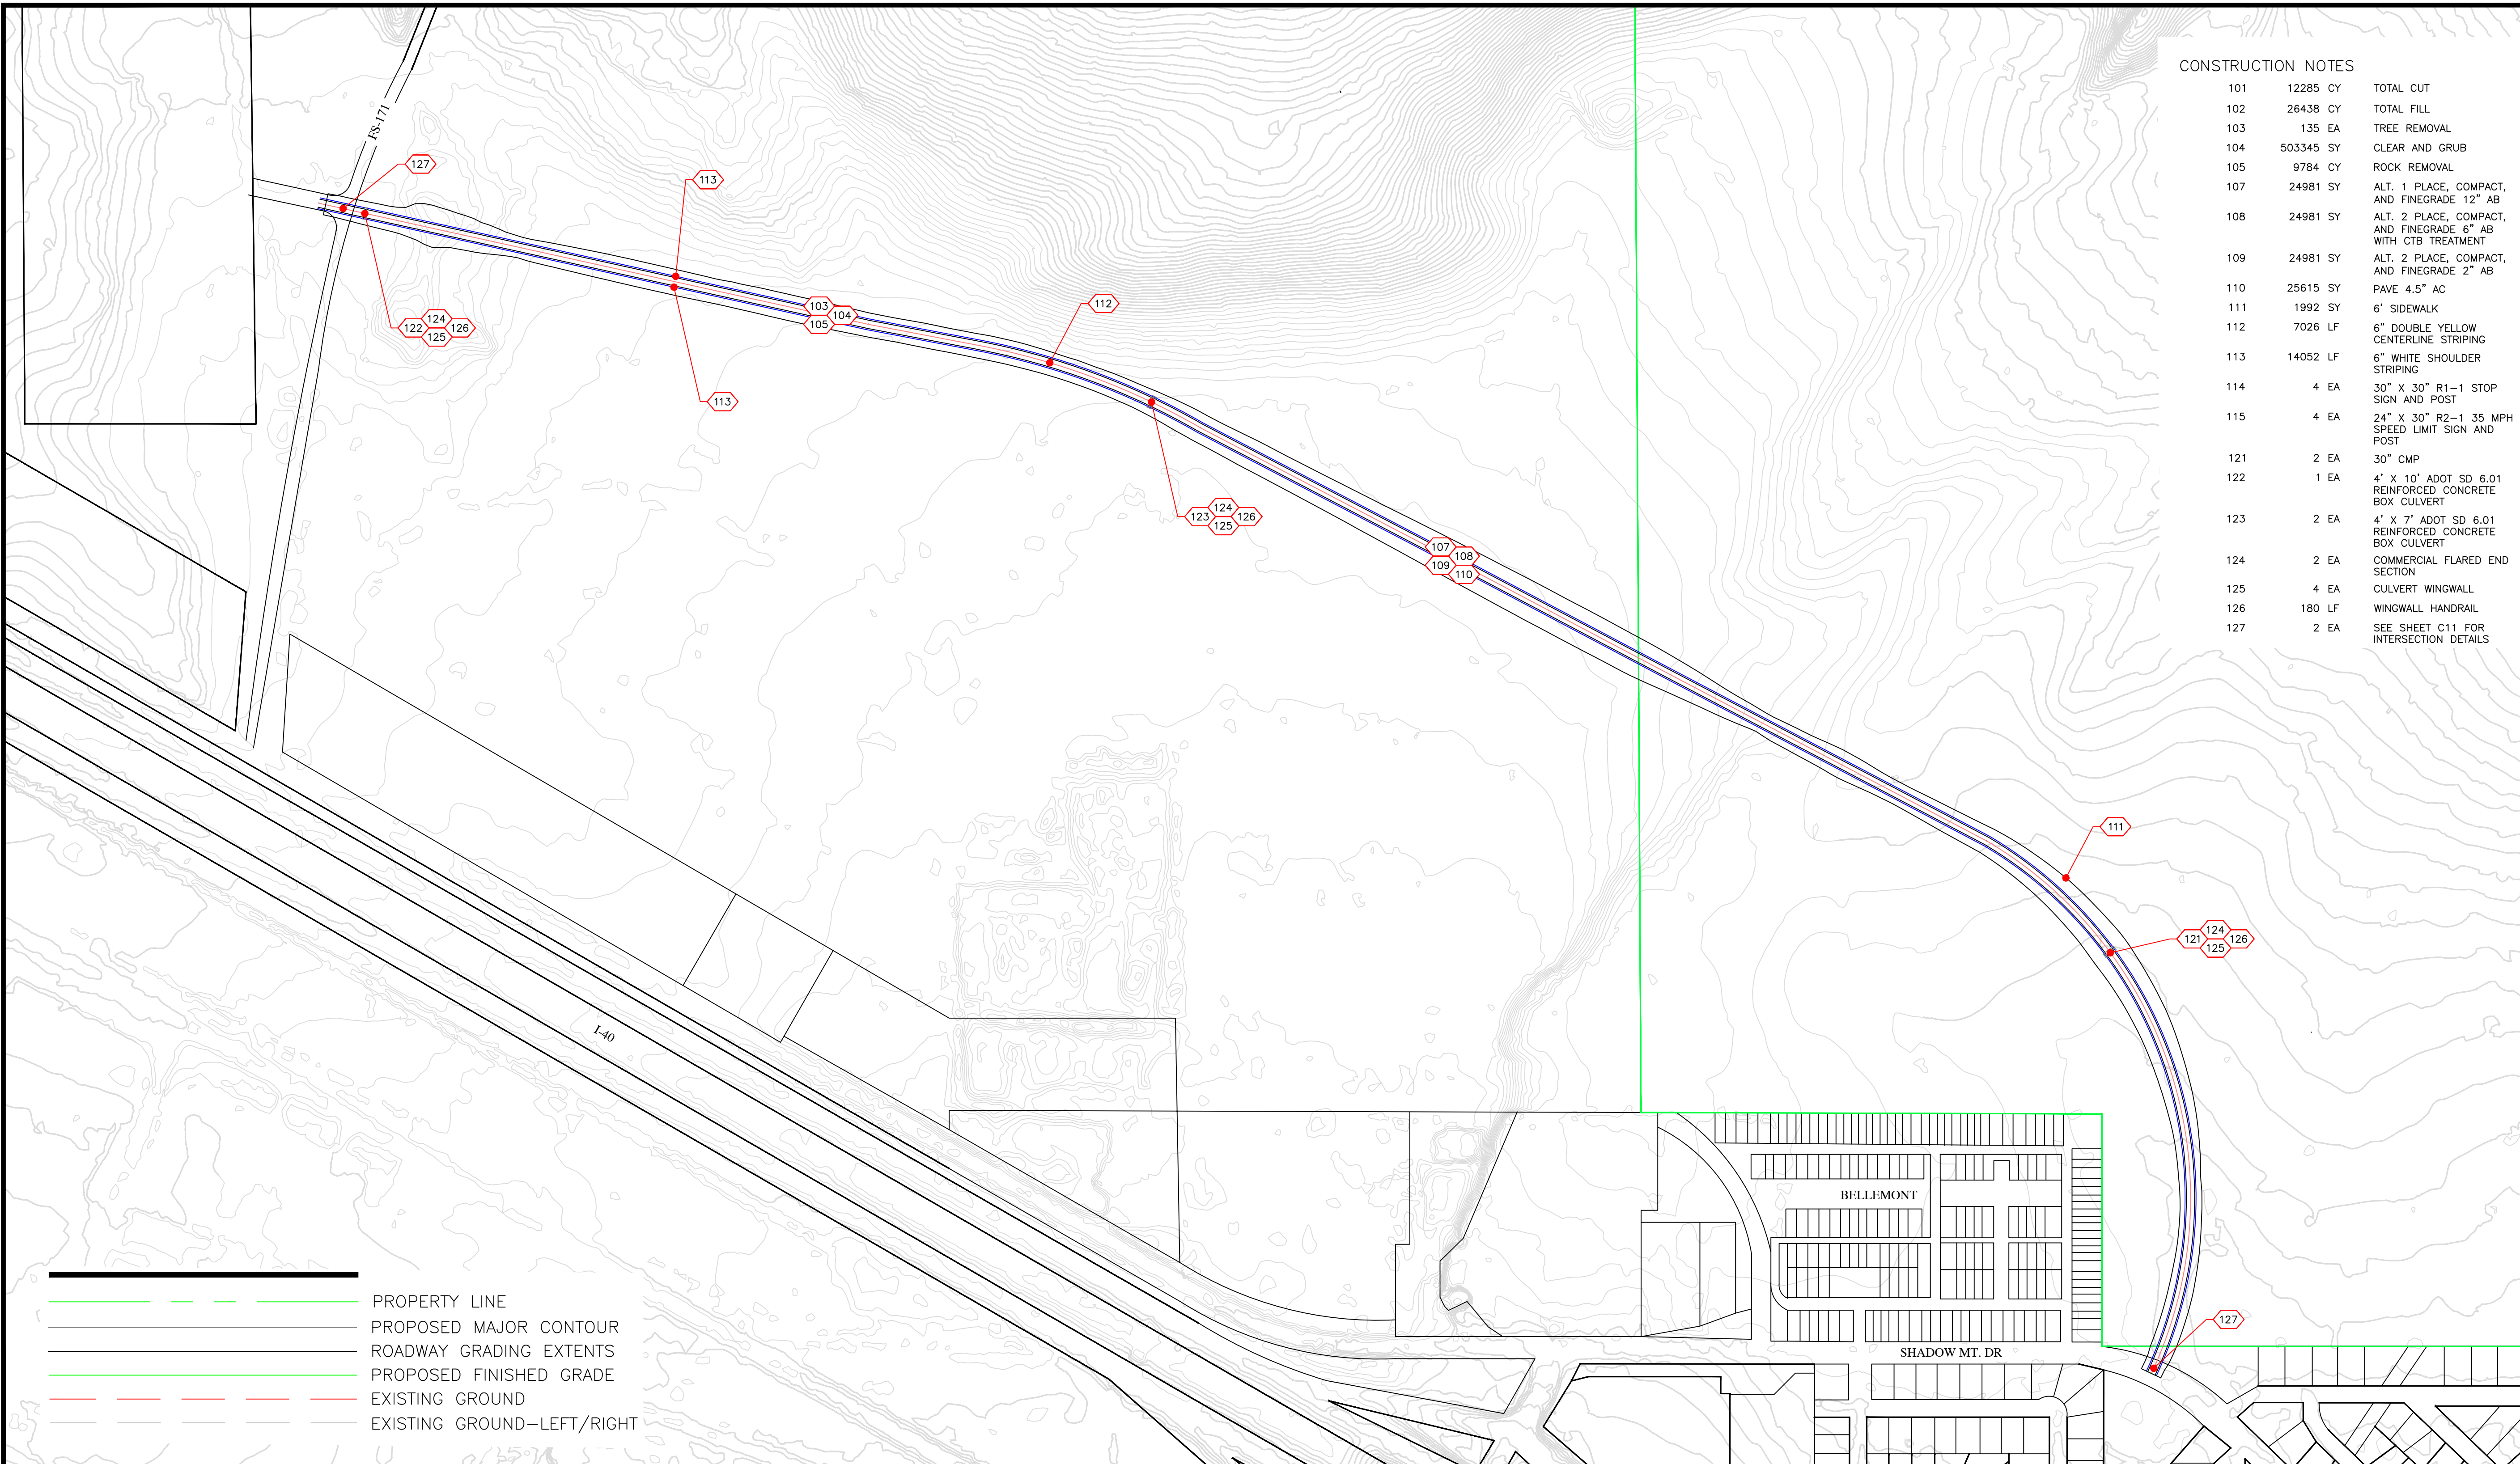 CONSTRUCTION NOTES
101 12285 CY TOTAL CUT
102 26438 CY TOTAL FILL
103 135 EA TREE REMOVAL
104 503345 SY CLEAR AND GRUB
105 9784 CY ROCK REMOVAL
107 24981 SY ALT. 1 PLACE, COMPACT,
AND FINEGRADE 12" AB
108 24981 SY ALT. 2 PLACE, COMPACT,
AND FINEGRADE 6" AB
WITH CTB TREATMENT
109 24981 SY ALT. 2 PLACE, COMPACT,
AND FINEGRADE 2" AB
110 25615 SY PAVE 4.5" AC
111 1992 SY 6' SIDEWALK
112 7026 LF 6" DOUBLE YELLOW
CENTERLINE STRIPING
113 14052 LF 6" WHITE SHOULDER
STRIPING
114 4 EA 30" X 30" R1-1 STOP
SIGN AND POST
115 4 EA 24" X 30" R2-1 35 MPH
SPEED LIMIT SIGN AND
POST
121 2 EA 30" CMP
122 1 EA 4' X 10' ADOT SD 6.01
REINFORCED CONCRETE
BOX CULVERT
123 2 EA 4' X 7' ADOT SD 6.01
REINFORCED CONCRETE
BOX CULVERT
124 2 EA COMMERCIAL FLARED END
SECTION
125 4 EA CULVERT WINGWALL
126 180 LF WINGWALL HANDRAIL
127 2 EA SEE SHEET C11 FOR
INTERSECTION DETAILS
FS-171
127
113
103
104
105
112
124
122 126
125
113
124
123 126
125
107
108
109
110
111
124
121 126
125
I-40
BELLEMONT
127
SHADOW MT. DR
PROPERTY LINE
PROPOSED MAJOR CONTOUR
ROADWAY GRADING EXTENTS
PROPOSED FINISHED GRADE
EXISTING GROUND
EXISTING GROUND-LEFT/RIGHT